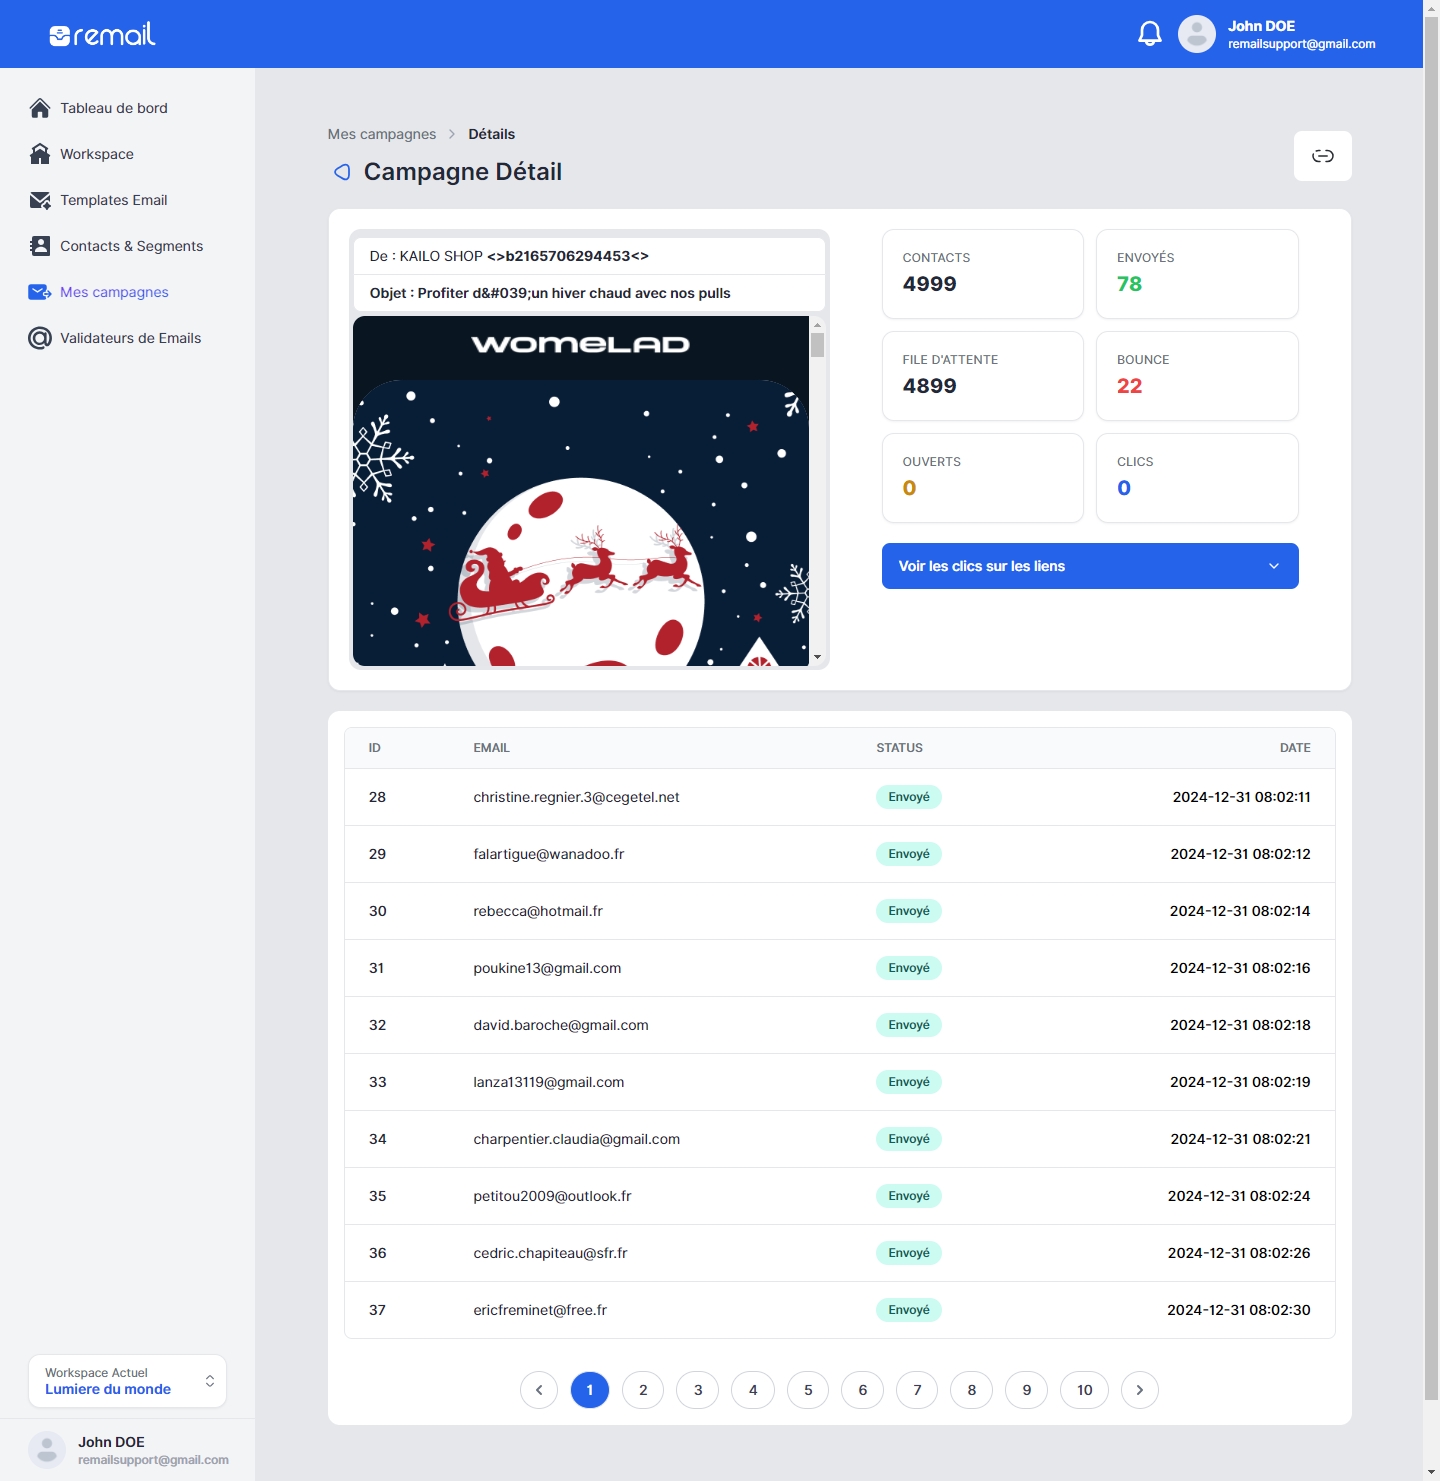 remail
John DOE
remailsupport@gmail.com
Tableau de bord
Workspace
Templates Email
Contacts & Segments
Mes campagnes
Validateurs de Emails
Workspace Actuel
Lumiere du monde
John DOE
remailsupport@gmail.com
Mes campagnes > Détails
Campagne Détail
De : KAILO SHOP <>b2165706294453<>
Objet : Profiter d&#039;un hiver chaud avec nos pulls
WOMELAD
CONTACTS
4999
ENVOYÉS
78
FILE D'ATTENTE
4899
BOUNCE
22
OUVERTS
0
CLICS
0
Voir les clics sur les liens
ID EMAIL STATUS DATE
28 christine.regnier.3@cegetel.net Envoyé 2024-12-31 08:02:11
29 falartigue@wanadoo.fr Envoyé 2024-12-31 08:02:12
30 rebecca@hotmail.fr Envoyé 2024-12-31 08:02:14
31 poukine13@gmail.com Envoyé 2024-12-31 08:02:16
32 david.baroche@gmail.com Envoyé 2024-12-31 08:02:18
33 lanza13119@gmail.com Envoyé 2024-12-31 08:02:19
34 charpentier.claudia@gmail.com Envoyé 2024-12-31 08:02:21
35 petitou2009@outlook.fr Envoyé 2024-12-31 08:02:24
36 cedric.chapiteau@sfr.fr Envoyé 2024-12-31 08:02:26
37 ericfreminet@free.fr Envoyé 2024-12-31 08:02:30
1 2 3 4 5 6 7 8 9 10